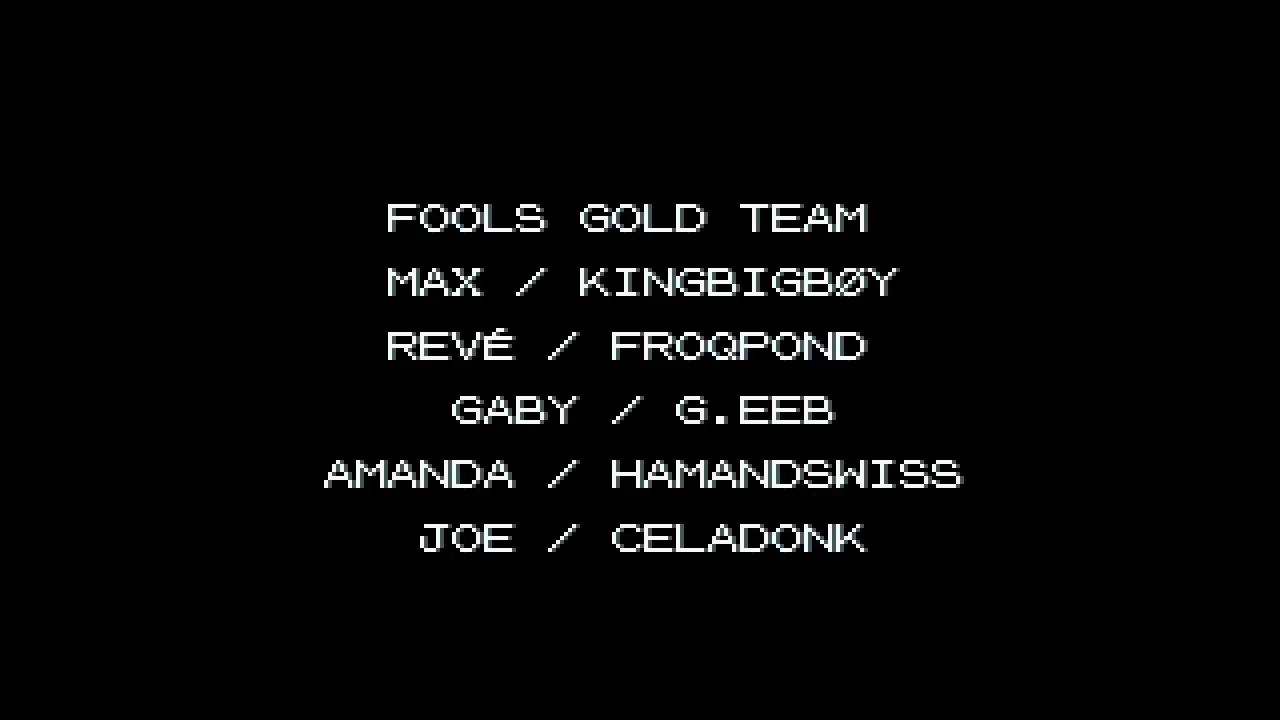 FOOLS GOLD TEAM
MAX / KINGBIGBØY
REVÉ / FROQPOND
GABY / G.EEB
AMANDA / HAMANDSWISS
JOE / CELADONK